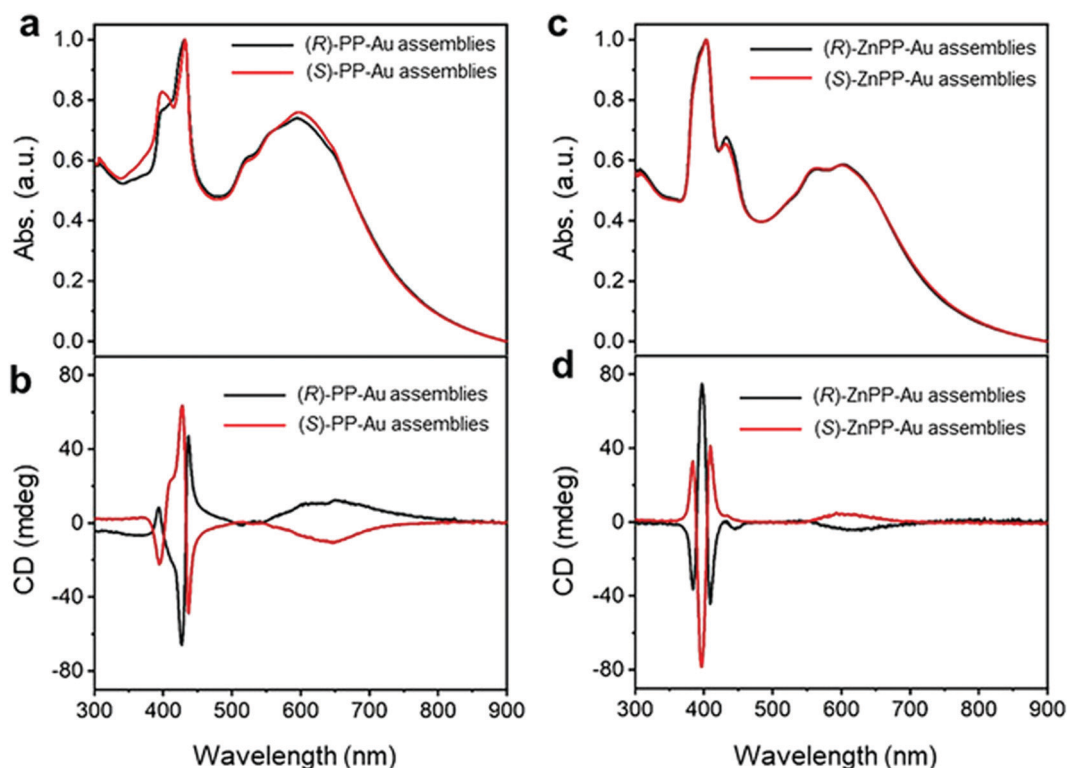 a
1.0
0.8
0.6
0.4
0.2
0.0
Abs. (a.u.)
(R)-PP-Au assemblies
(S)-PP-Au assemblies
b
80
40
0
-40
-80
CD (mdeg)
(R)-PP-Au assemblies
(S)-PP-Au assemblies
300 400 500 600 700 800 900
Wavelength (nm)
c
1.0
0.8
0.6
0.4
0.2
0.0
Abs. (a.u.)
(R)-ZnPP-Au assemblies
(S)-ZnPP-Au assemblies
d
80
40
0
-40
-80
CD (mdeg)
(R)-ZnPP-Au assemblies
(S)-ZnPP-Au assemblies
300 400 500 600 700 800 900
Wavelength (nm)